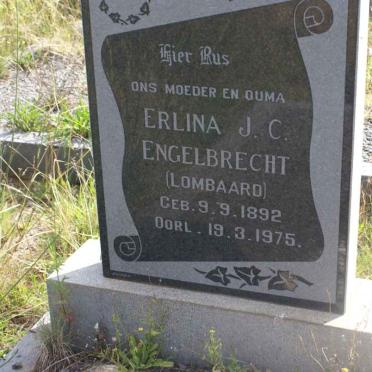 Hier Rus
ONS MOEDER EN OUMA
ERLINA J. C.
ENGELBRECHT
(LOMBAARD)
GEB. 9.9.1892
OORL. 19.3.1975.